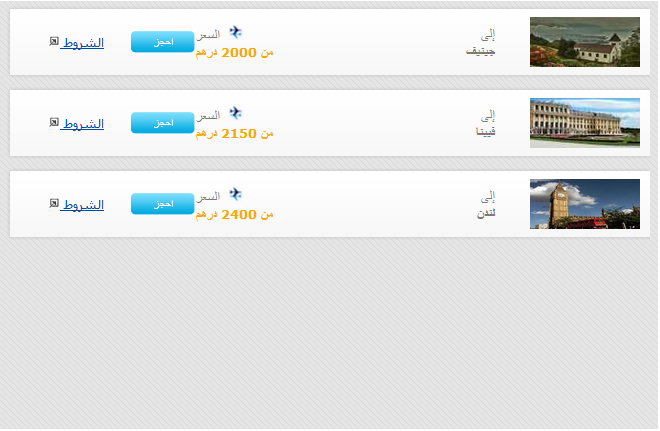 إلى
جينيف
السعر
من 2000 درهم
احجز
الشروط
إلى
فيينا
السعر
من 2150 درهم
احجز
الشروط
إلى
لندن
السعر
من 2400 درهم
احجز
الشروط